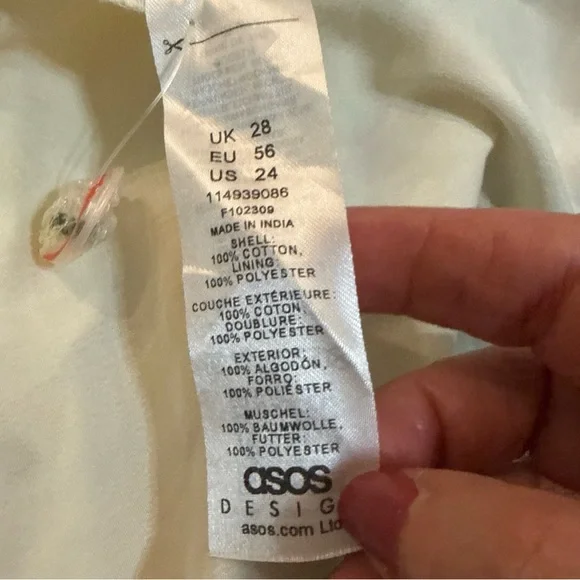 UK 28
EU 56
US 24
114939086
F102309
MADE IN INDIA
SHELL:
100% COTTON,
LINING:
100% POLYESTER
COUCHE EXTÉRIEURE:
100% COTON,
DOUBLURE:
100% POLYESTER
EXTERIOR:
100% ALGODÓN,
FORRO:
100% POLIÉSTER
MUSCHEL:
100% BAUMWOLLE,
FUTTER:
100% POLYESTER
asos
DESIG
asos.com Ltd